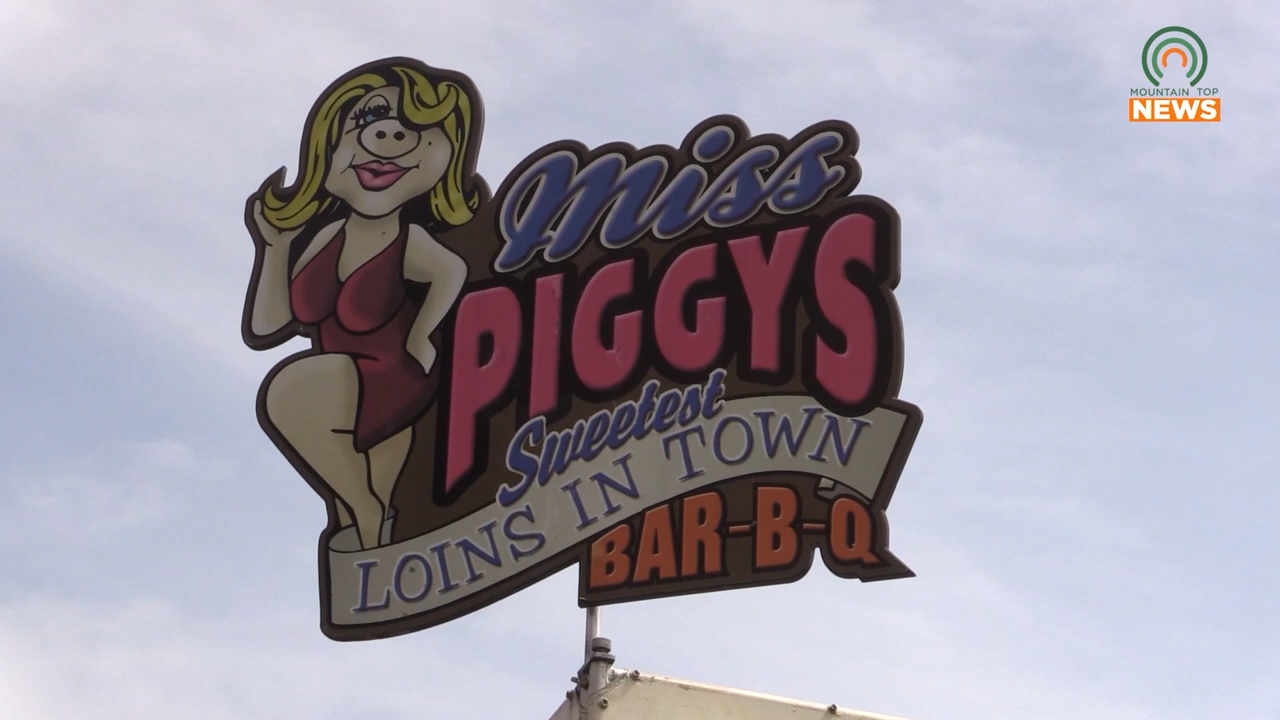 Miss
PIGGYS
Sweetest
LOINS IN TOWN
BAR-B-Q
MOUNTAIN TOP
NEWS